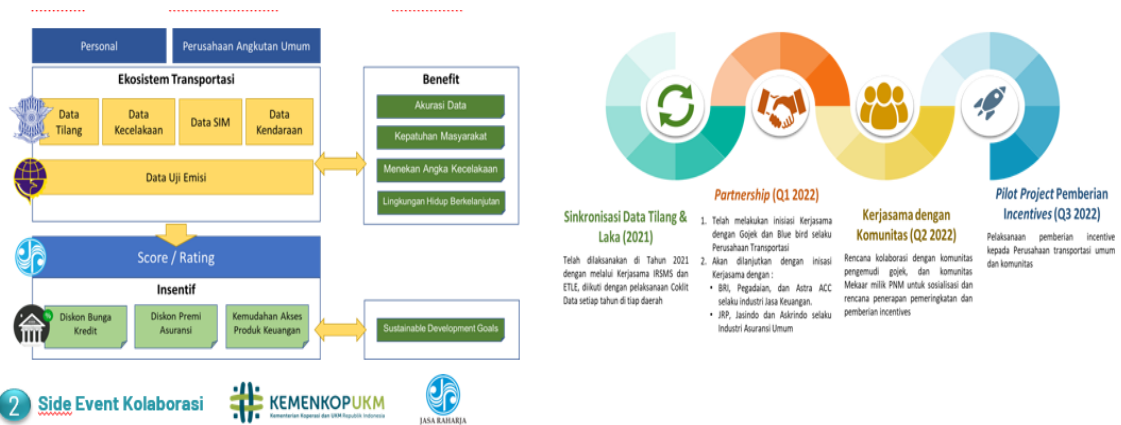 Personal
Perusahaan Angkutan Umum
Ekosistem Transportasi
Data
Tilang
Data
Kecelakaan
Data SIM
Data
Kendaraan
Data Uji Emisi
Score / Rating
Insentif
Diskon Bunga
Kredit
Diskon Premi
Asuransi
Kemudahan Akses
Produk Keuangan
Benefit
Akurasi Data
Kepatuhan Masyarakat
Menekan Angka Kecelakaan
Lingkungan Hidup Berkelanjutan
Sustainable Development Goals
Sinkronisasi Data Tilang &
Laka (2021)
Telah dilaksanakan di Tahun 2021
dengan melalui Kerjasama IRSMS dan
ETLE, diikuti dengan pelaksanaan Coklit
Data setiap tahun di tiap daerah
Partnership (Q1 2022)
1. Telah melakukan inisiasi Kerjasama
dengan Gojek dan Blue bird selaku
Perusahaan Transportasi
2. Akan dilanjutkan dengan inisasi
Kerjasama dengan :
• BRI, Pegadaian, dan Astra ACC
selaku industri Jasa Keuangan.
• JRP, Jasindo dan Askrindo selaku
Industri Asuransi Umum
Kerjasama dengan
Komunitas (Q2 2022)
Rencana kolaborasi dengan komunitas
pengemudi gojek, dan komunitas
Mekaar milik PNM untuk sosialisasi dan
rencana penerapan pemeringkatan dan
pemberian incentives
Pilot Project Pemberian
Incentives (Q3 2022)
Pelaksanaan pemberian incentive
kepada Perusahaan transportasi umum
dan komunitas
2 Side Event Kolaborasi
KEMENKOPUKM
Kementerian Koperasi dan UKM Republik Indonesia
JASA RAHARJA